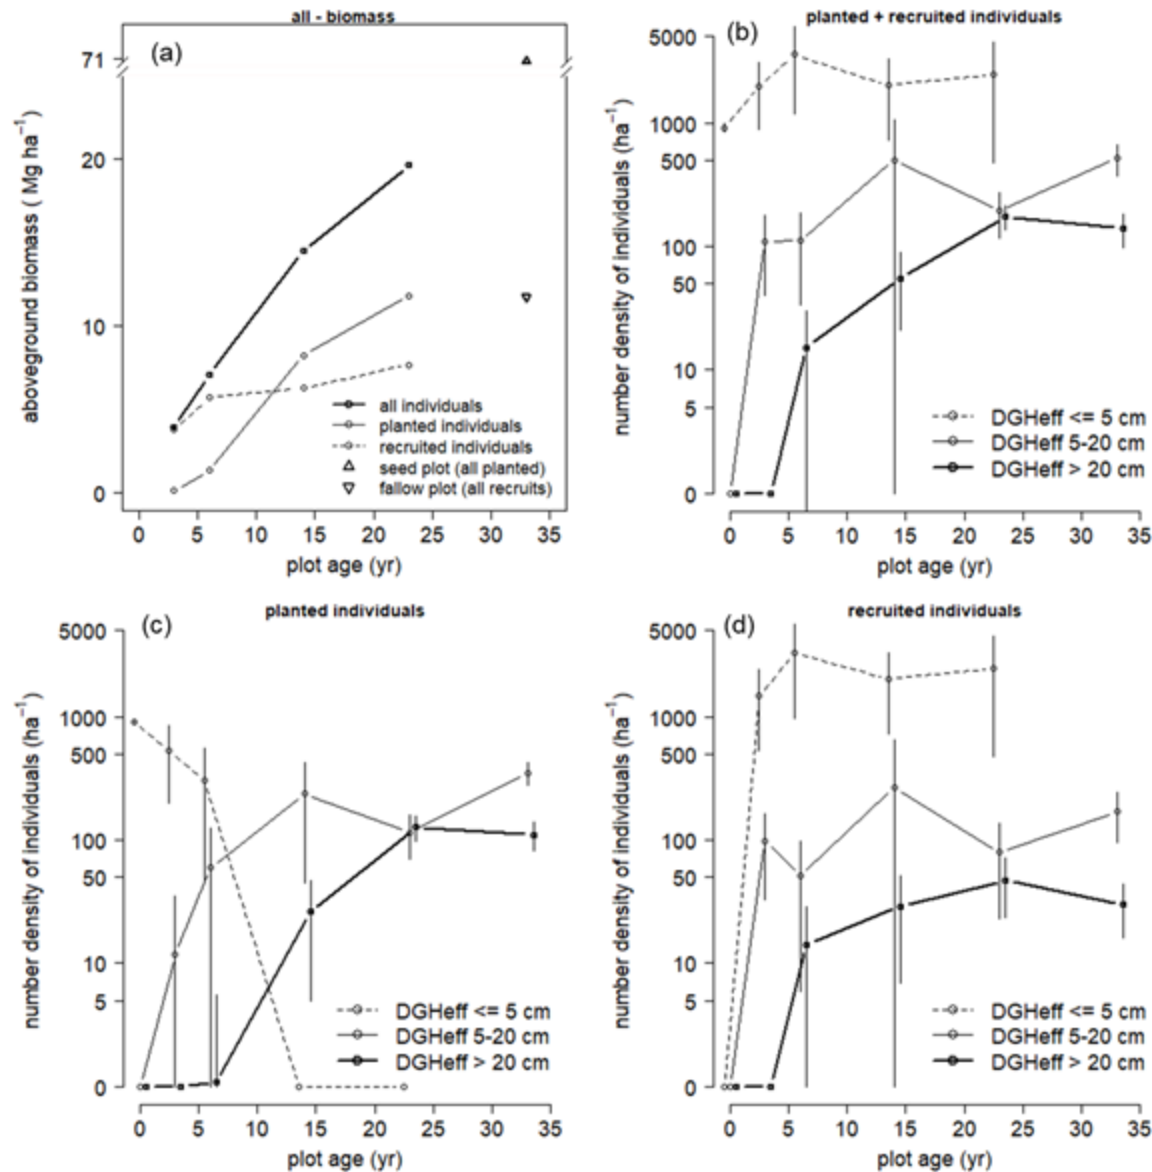 all - biomass
(a)
71
20
10
0
aboveground biomass ( Mg ha⁻¹)
all individuals
planted individuals
recruited individuals
seed plot (all planted)
fallow plot (all recruits)
0 5 10 15 20 25 30 35
plot age (yr)
planted + recruited individuals
(b)
5000
1000
500
100
50
10
5
0
number density of individuals (ha⁻¹)
DGHeff <= 5 cm
DGHeff 5-20 cm
DGHeff > 20 cm
0 5 10 15 20 25 30 35
plot age (yr)
planted individuals
(c)
5000
1000
500
100
50
10
5
0
number density of individuals (ha⁻¹)
DGHeff <= 5 cm
DGHeff 5-20 cm
DGHeff > 20 cm
0 5 10 15 20 25 30 35
plot age (yr)
recruited individuals
(d)
5000
1000
500
100
50
10
5
0
number density of individuals (ha⁻¹)
DGHeff <= 5 cm
DGHeff 5-20 cm
DGHeff > 20 cm
0 5 10 15 20 25 30 35
plot age (yr)